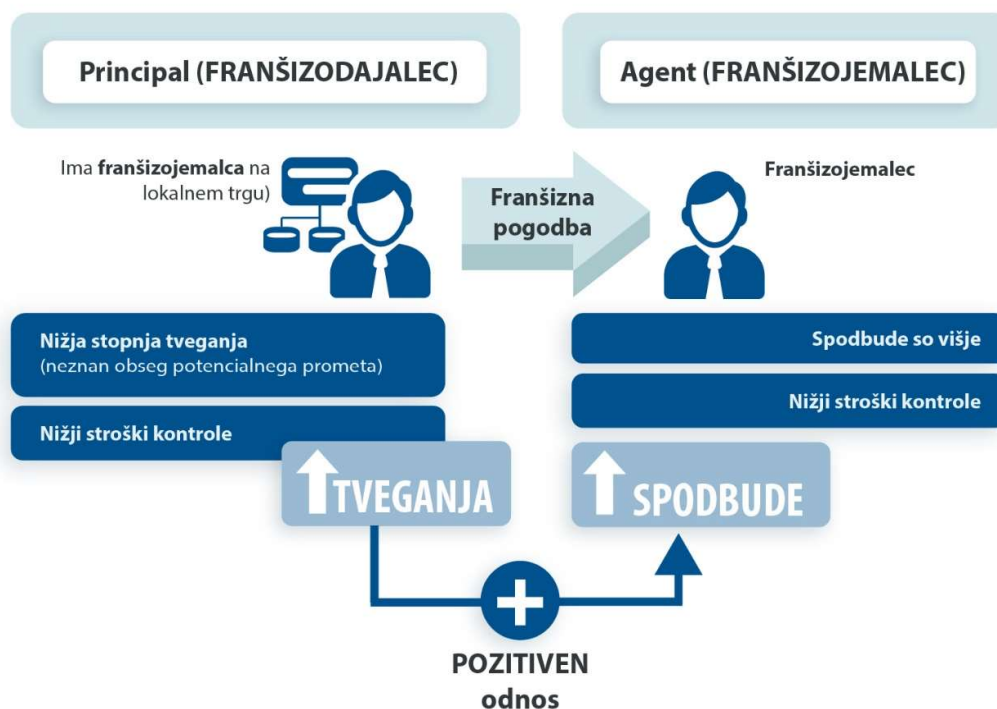 Principal (FRANŠIZODAJALEC)
Agent (FRANŠIZOJEMALEC)
Ima franšizojemalca na
lokalnem trgu)
Franšizna
pogodba
Franšizojemalec
Nižja stopnja tveganja
(neznan obseg potencialnega prometa)
Nižji stroški kontrole
Spodbude so višje
Nižji stroški kontrole
TVEGANJA
SPODBUDE
POZITIVEN
odnos